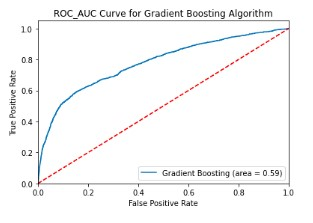 ROC_AUC Curve for Gradient Boosting Algorithm
1.0
0.8
0.6
0.4
0.2
0.0
True Positive Rate
Gradient Boosting (area = 0.59)
0.0 0.2 0.4 0.6 0.8 1.0
False Positive Rate